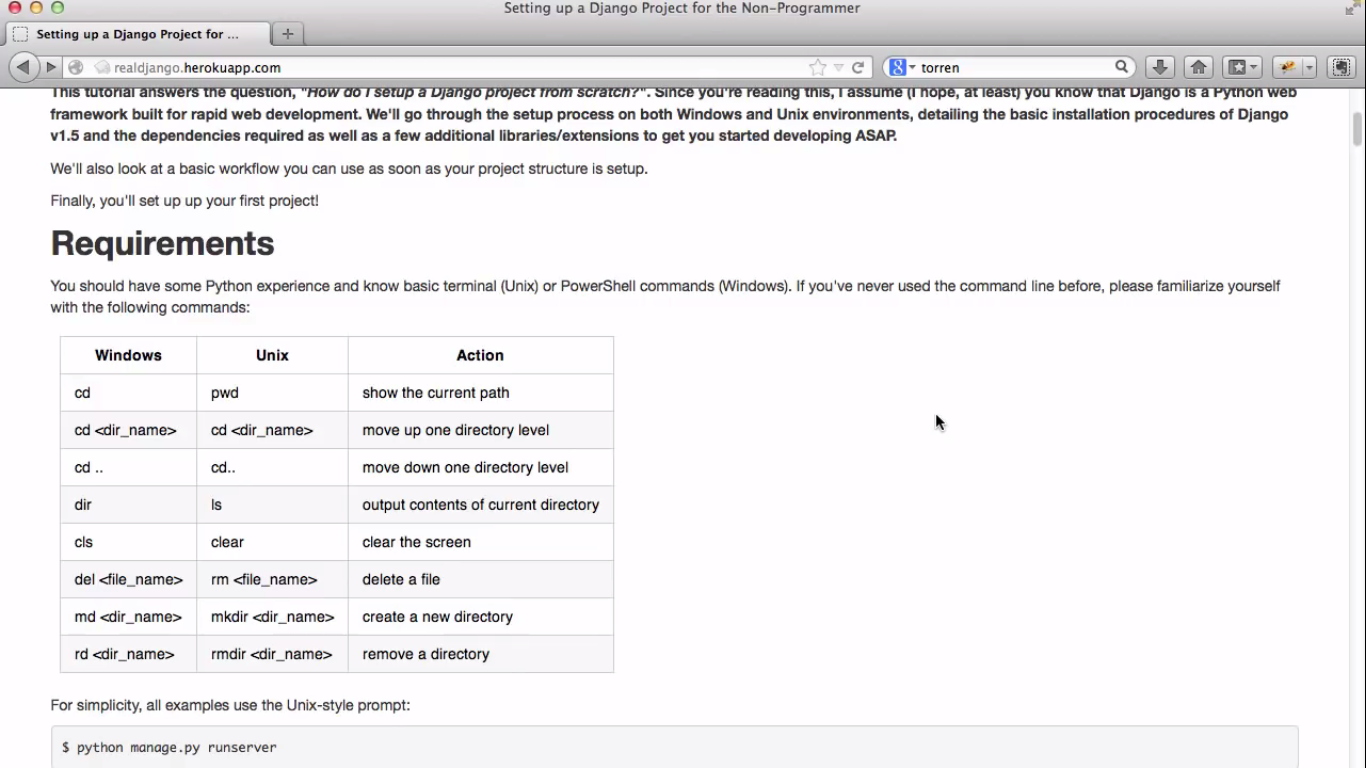 Setting up a Django Project for the Non-Programmer
Setting up a Django Project for ...
realdjango.herokuapp.com
torren
This tutorial answers the question, "How do I setup a Django project from scratch?". Since you're reading this, I assume (I hope, at least) you know that Django is a Python web
framework built for rapid web development. We'll go through the setup process on both Windows and Unix environments, detailing the basic installation procedures of Django
v1.5 and the dependencies required as well as a few additional libraries/extensions to get you started developing ASAP.
We'll also look at a basic workflow you can use as soon as your project structure is setup.
Finally, you'll set up up your first project!
Requirements
You should have some Python experience and know basic terminal (Unix) or PowerShell commands (Windows). If you've never used the command line before, please familiarize yourself
with the following commands:
Windows Unix Action
cd pwd show the current path
cd <dir_name> cd <dir_name> move up one directory level
cd .. cd.. move down one directory level
dir ls output contents of current directory
cls clear clear the screen
del <file_name> rm <file_name> delete a file
md <dir_name> mkdir <dir_name> create a new directory
rd <dir_name> rmdir <dir_name> remove a directory
For simplicity, all examples use the Unix-style prompt:
$ python manage.py runserver